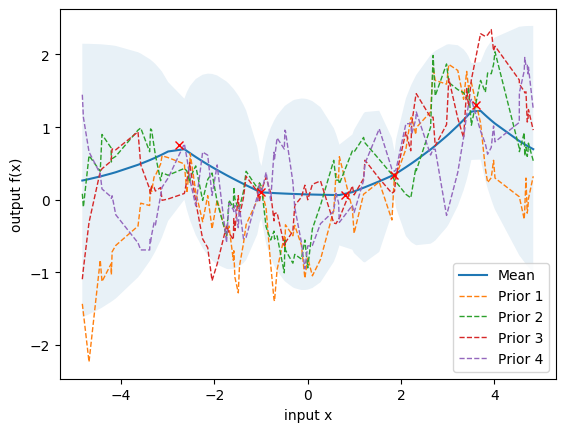 output f(x)
2
1
0
−1
−2
−4
−2
0
2
4
input x
Mean
Prior 1
Prior 2
Prior 3
Prior 4